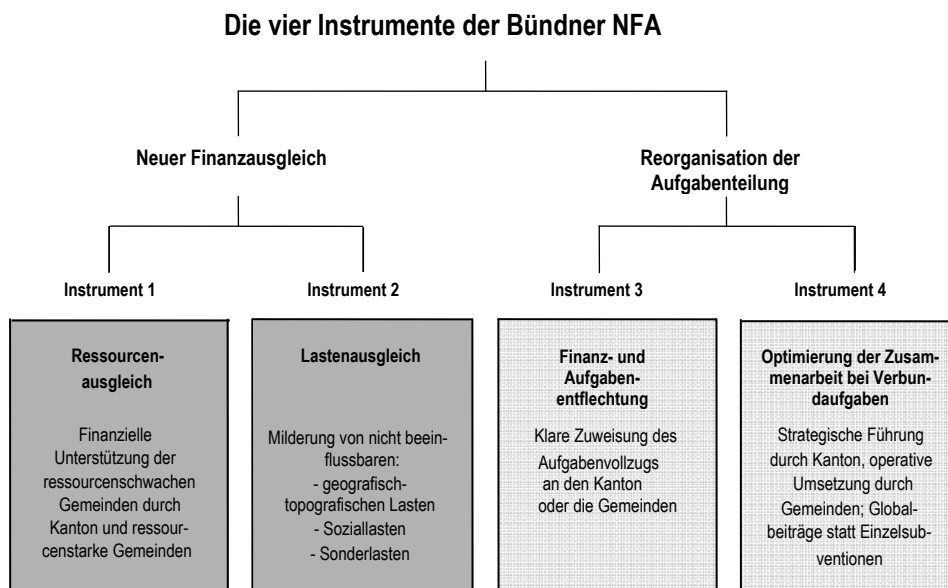 Die vier Instrumente der Bündner NFA
Neuer Finanzausgleich
Reorganisation der
Aufgabenteilung
Instrument 1
Instrument 2
Instrument 3
Instrument 4
Ressourcen-
ausgleich
Finanzielle
Unterstützung der
ressourcenschwachen
Gemeinden durch
Kanton und ressour-
censtarke Gemeinden
Lastenausgleich
Milderung von nicht beein-
flussbaren:
- geografisch-
topografischen Lasten
- Soziallasten
- Sonderlasten
Finanz- und
Aufgaben-
entflechtung
Klare Zuweisung des
Aufgabenvollzugs
an den Kanton
oder die Gemeinden
Optimierung der Zusam-
menarbeit bei Verbun-
daufgaben
Strategische Führung
durch Kanton, operative
Umsetzung durch
Gemeinden; Global-
beiträge statt Einzelsub-
ventionen